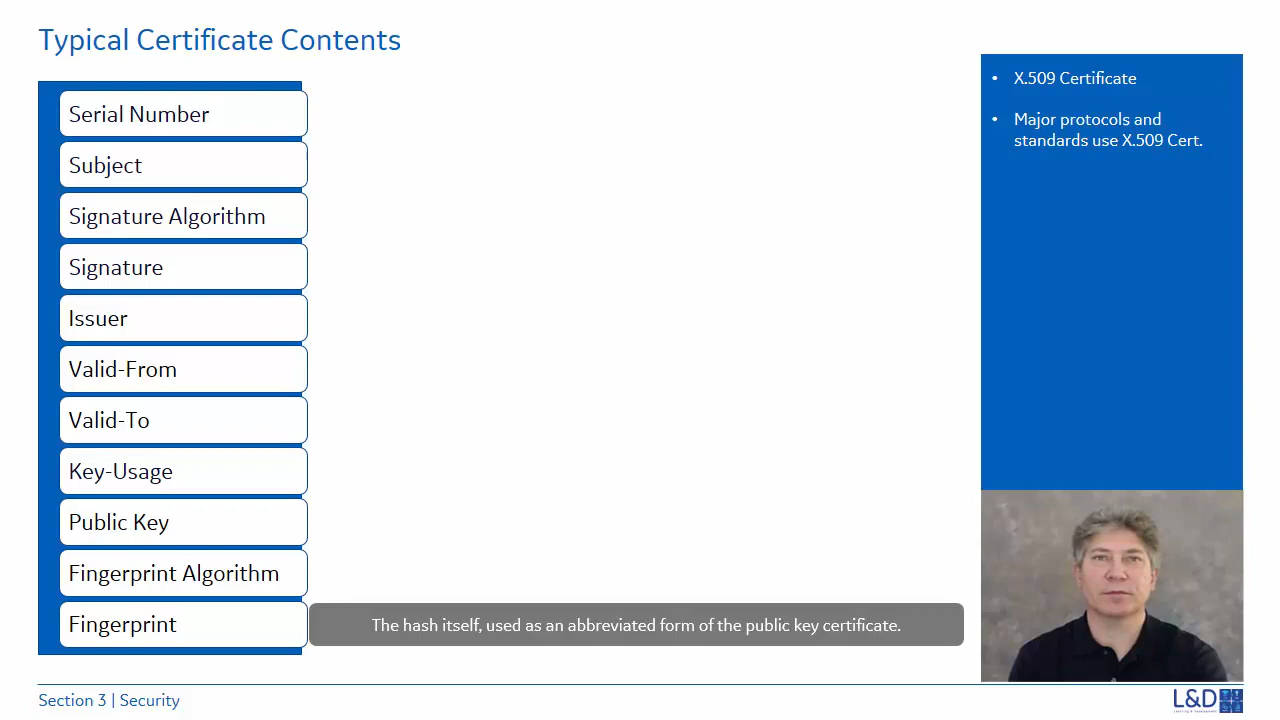 Typical Certificate Contents
Serial Number
Subject
Signature Algorithm
Signature
Issuer
Valid-From
Valid-To
Key-Usage
Public Key
Fingerprint Algorithm
Fingerprint
The hash itself, used as an abbreviated form of the public key certificate.
• X.509 Certificate
• Major protocols and
standards use X.509 Cert.
Section 3 | Security
L&D